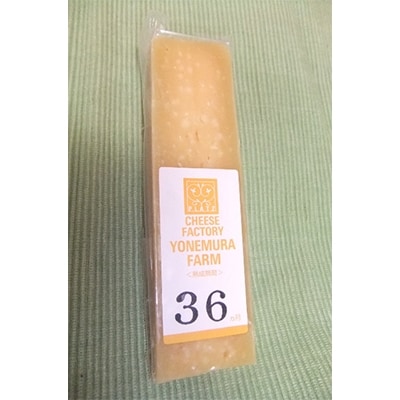 CHEESE
FACTORY
YONEMURA
FARM
36